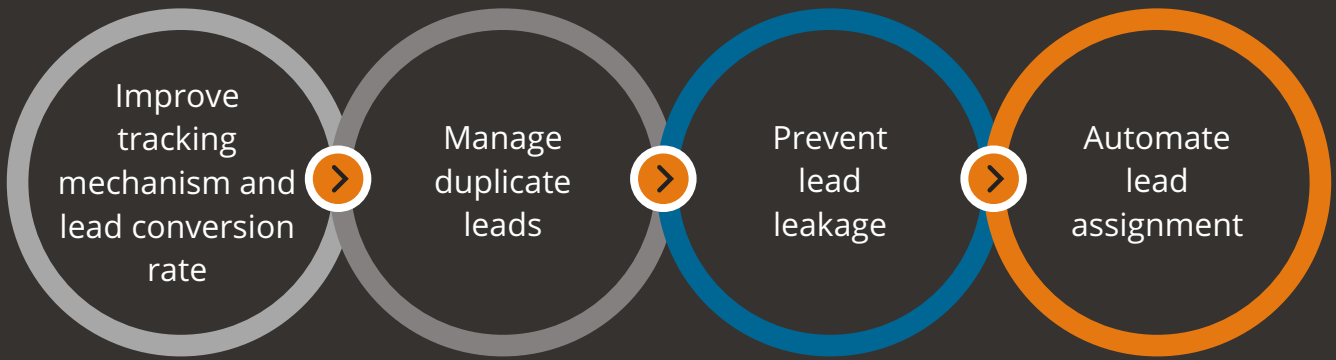 Improve
tracking
mechanism and
lead conversion
rate
Manage
duplicate
leads
Prevent
lead
leakage
Automate
lead
assignment